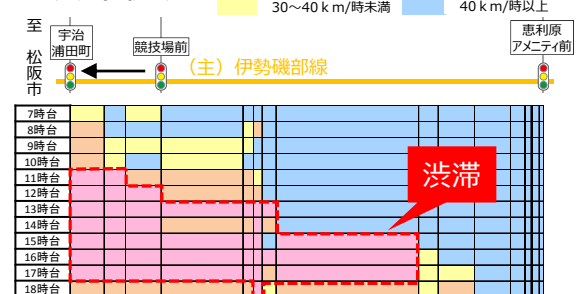 30～40ｋｍ/時未満
40ｋｍ/時以上
至 松阪市
宇治
浦田町
競技場前
恵利原
アメニティ前
（主）伊勢磯部線
7時台
8時台
9時台
10時台
11時台
12時台
13時台
14時台
15時台
16時台
17時台
18時台
渋滞